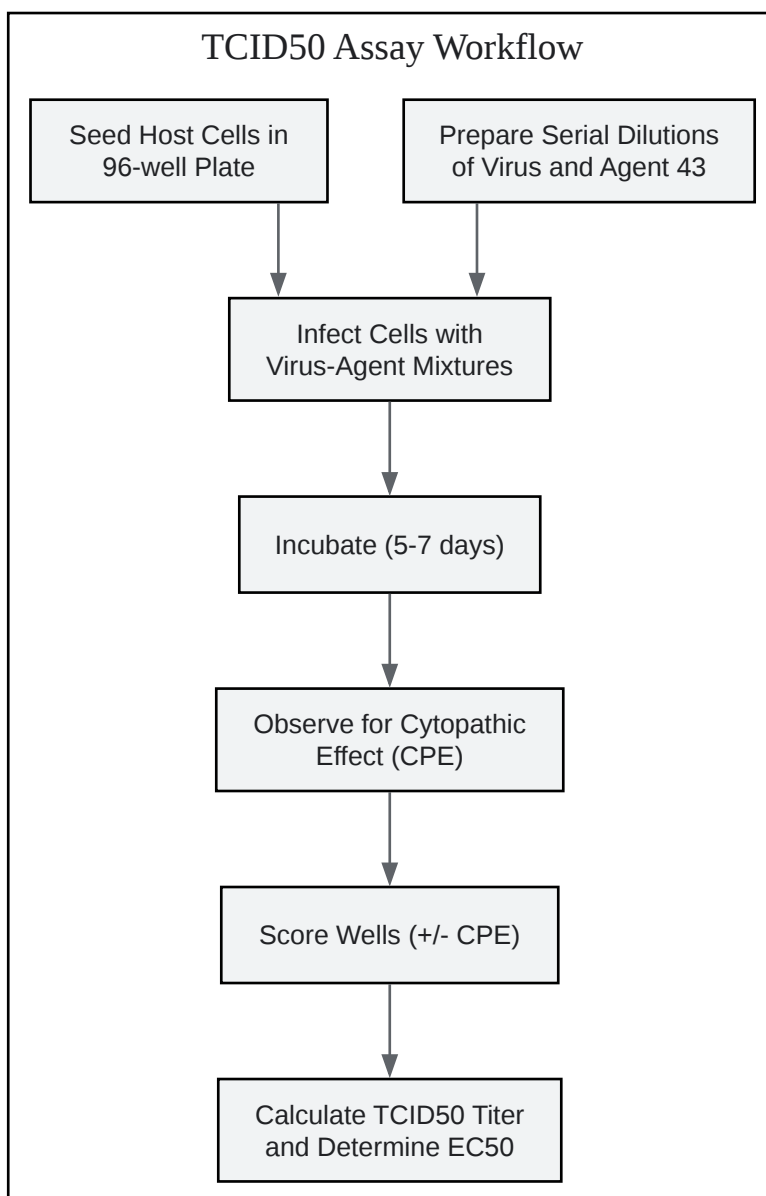 TCID50 Assay Workflow
Seed Host Cells in
96-well Plate
Prepare Serial Dilutions
of Virus and Agent 43
Infect Cells with
Virus-Agent Mixtures
Incubate (5-7 days)
Observe for Cytopathic
Effect (CPE)
Score Wells (+/- CPE)
Calculate TCID50 Titer
and Determine EC50